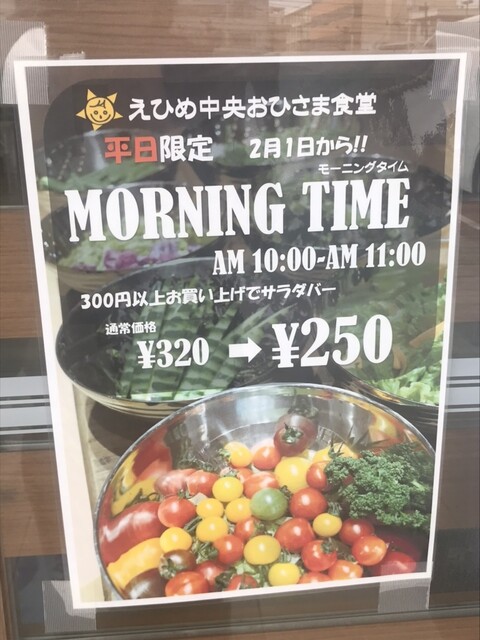 えひめ中央おひさま食堂
平日限定 2月1日から!!
モーニングタイム
MORNING TIME
AM 10:00-AM 11:00
300円以上お買い上げでサラダバー
通常価格
¥320 ➡ ¥250